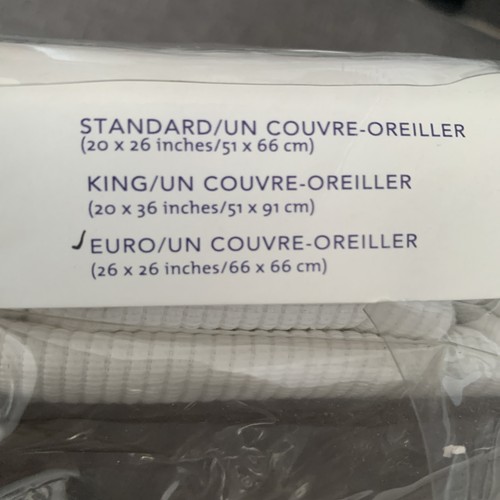 STANDARD/UN COUVRE-OREILLER
(20 x 26 inches/51 x 66 cm)
KING/UN COUVRE-OREILLER
(20 x 36 inches/51 x 91 cm)
✓EURO/UN COUVRE-OREILLER
(26 x 26 inches/66 x 66 cm)